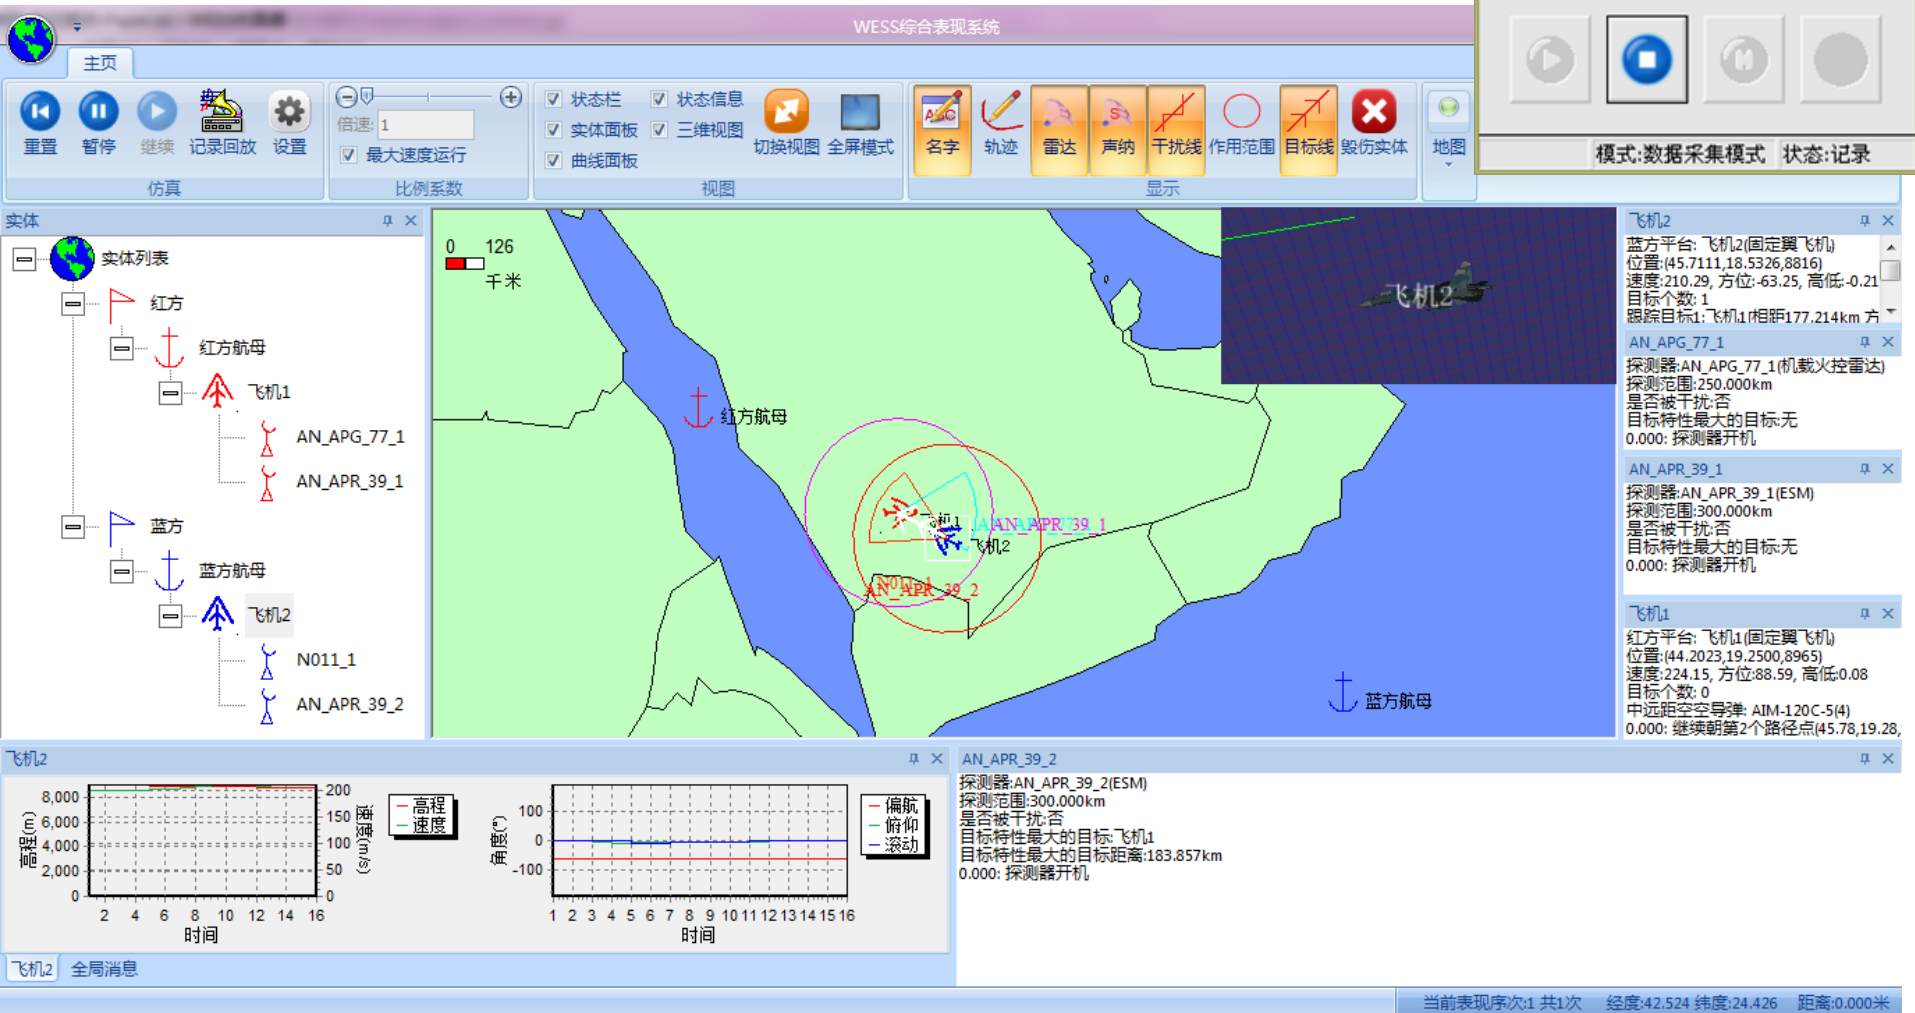 WESS综合表现系统
主页
重置
暂停
继续
记录回放
设置
仿真
倍速:
1
最大速度运行
比例系数
状态栏
状态信息
实体面板
三维视图
曲线面板
切换视图
全屏模式
视图
名字
轨迹
雷达
声纳
干扰线
作用范围
目标线
毁伤实体
显示
地图
模式:数据采集模式
状态:记录
实体
实体列表
红方
红方航母
飞机1
AN_APG_77_1
AN_APR_39_1
蓝方
蓝方航母
飞机2
N011_1
AN_APR_39_2
0 126
千米
红方航母
飞机1
AN_APR_39_1
飞机2
N011_1
AN_APR_39_2
蓝方航母
飞机2
飞机2
蓝方平台: 飞机2(固定翼飞机)
位置:(45.7111,18.5326,8816)
速度:210.29, 方位:-63.25, 高低:-0.21
目标个数: 1
跟踪目标1:飞机1[相距177.214km 方
AN_APG_77_1
探测器:AN_APG_77_1(机载火控雷达)
探测范围:250.000km
是否被干扰:否
目标特性最大的目标:无
0.000: 探测器开机
AN_APR_39_1
探测器:AN_APR_39_1(ESM)
探测范围:300.000km
是否被干扰:否
目标特性最大的目标:无
0.000: 探测器开机
飞机1
红方平台: 飞机1(固定翼飞机)
位置:(44.2023,19.2500,8965)
速度:224.15, 方位:88.59, 高低:0.08
目标个数: 0
中远距空空导弹: AIM-120C-5(4)
0.000: 继续朝第2个路径点(45.78,19.28,
飞机2
8,000
6,000
4,000
2,000
0
高程(m)
200
150
100
50
0
速度(m/s)
2 4 6 8 10 12 14 16
时间
高程
速度
100
0
-100
角度(°)
1 2 3 4 5 6 7 8 9 10 11 12 13 14 15 16
时间
偏航
俯仰
滚动
飞机2
全局消息
AN_APR_39_2
探测器:AN_APR_39_2(ESM)
探测范围:300.000km
是否被干扰:否
目标特性最大的目标:飞机1
目标特性最大的目标距离:183.857km
0.000: 探测器开机
当前表现序次:1 共1次
经度:42.524 纬度:24.426
距离:0.000米